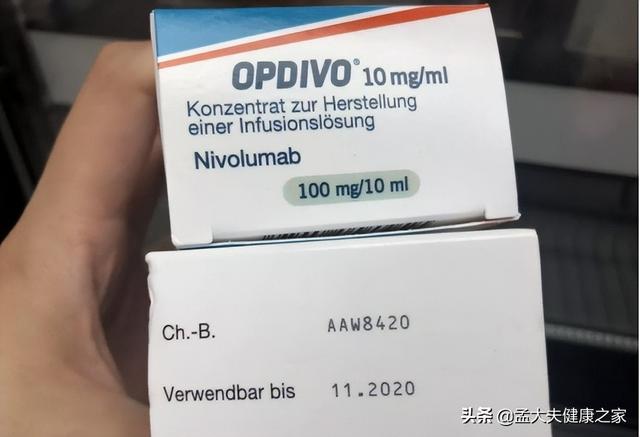 OPDIVO® 10 mg/ml
Konzentrat zur Herstellung
einer Infusionslösung
Nivolumab
100 mg/10 ml
Ch.-B. AAW8420
Verwendbar bis 11.2020
头条 @孟大夫健康之家